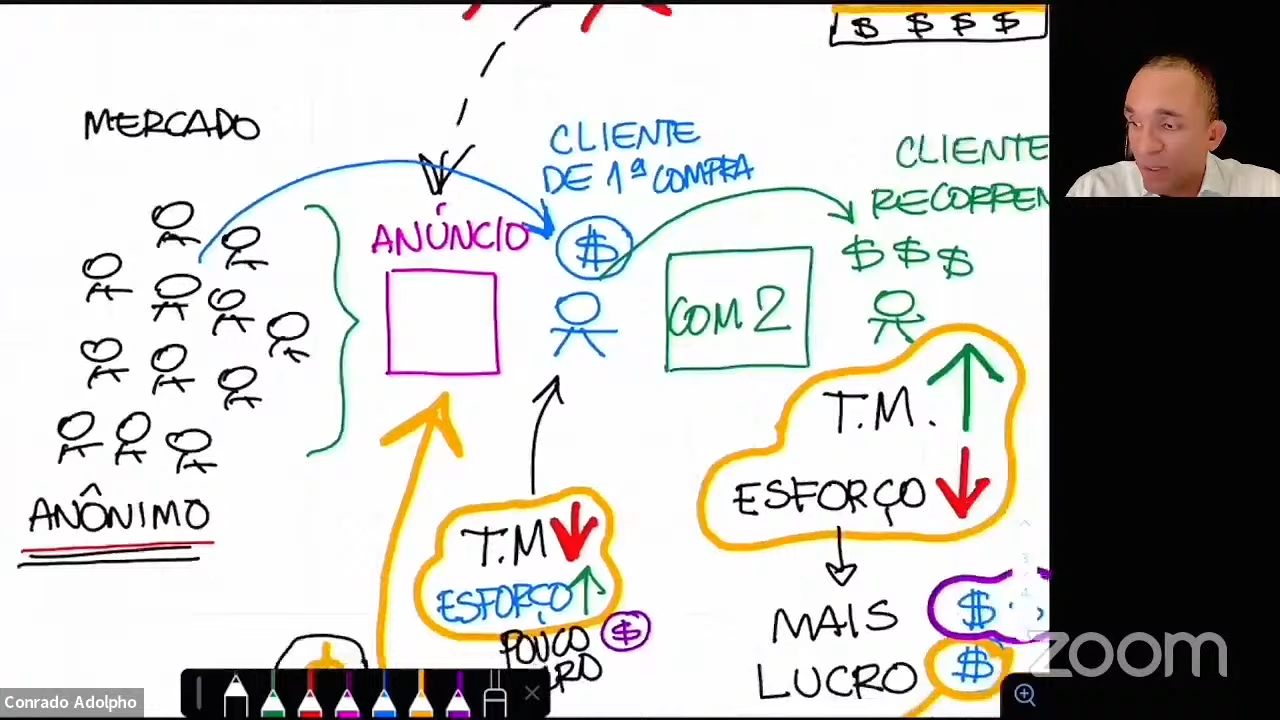 $ $ $ $
MERCADO
CLIENTE
DE 1ª COMPRA
CLIENTE
RECORREN
ANÚNCIO
$
$ $ $
COM 2
T.M.
ESFORÇO
ANÔNIMO
T.M
ESFORÇO
POUCO
$
MAIS
LUCRO
$
$
zoom
Conrado Adolpho